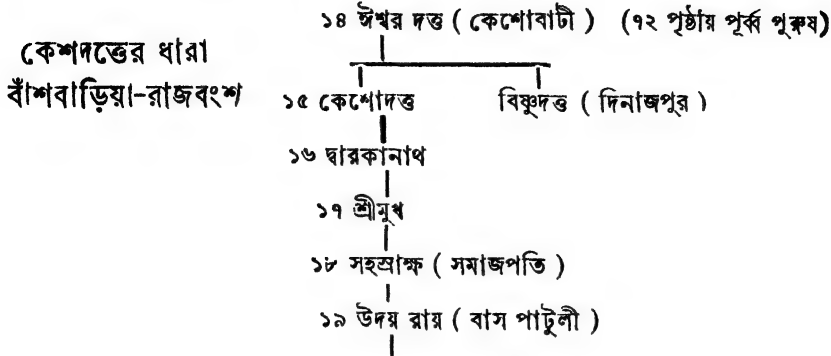 ১৪ ঈশ্বর দত্ত ( কেশোবাটী ) (৭২ পৃষ্ঠায় পূর্ব্ব পুরুষ)
কেশদত্তের ধারা
বাঁশবাড়িয়া-রাজবংশ
১৫ কেশোদত্ত বিষ্ণুদত্ত ( দিনাজপুর )
১৬ দ্বারকানাথ
১৭ শ্রীমুখ
১৮ সহস্রাক্ষ ( সমাজপতি )
১৯ উদয় রায় ( বাস পাটুলী )